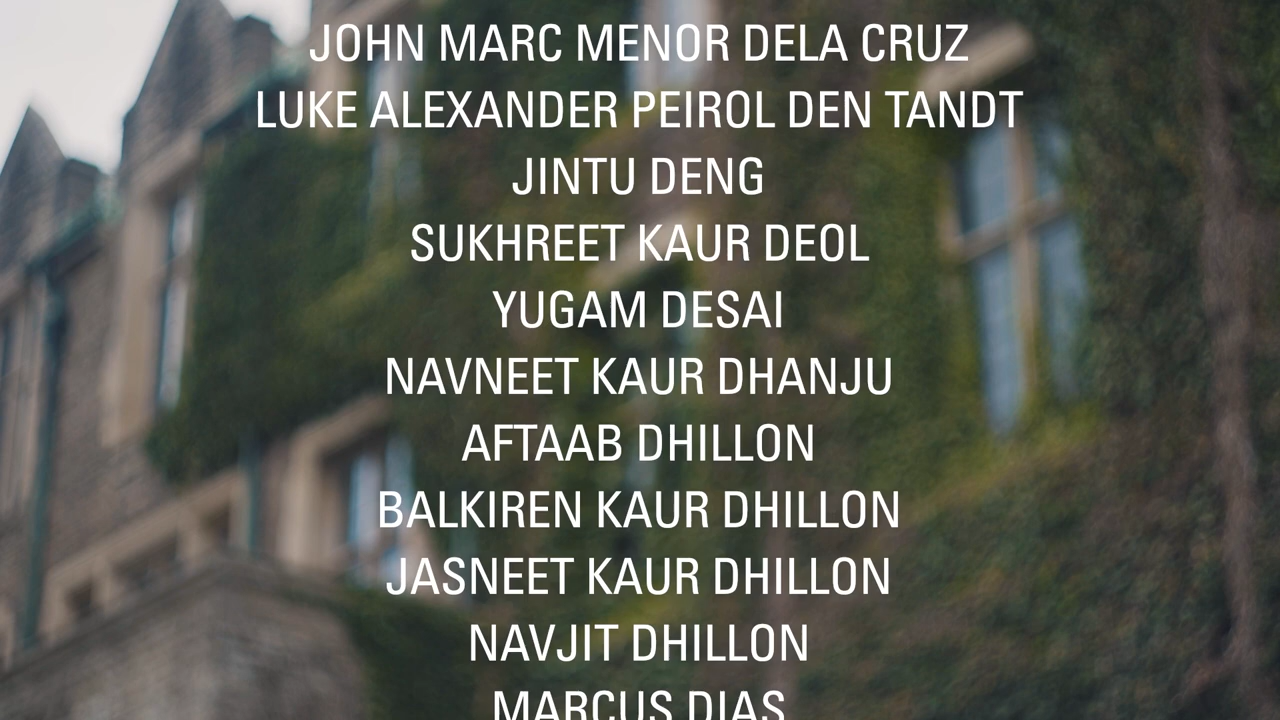 JOHN MARC MENOR DELA CRUZ
LUKE ALEXANDER PEIROL DEN TANDT
JINTU DENG
SUKHREET KAUR DEOL
YUGAM DESAI
NAVNEET KAUR DHANJU
AFTAAB DHILLON
BALKIREN KAUR DHILLON
JASNEET KAUR DHILLON
NAVJIT DHILLON
MARCUS DIAS